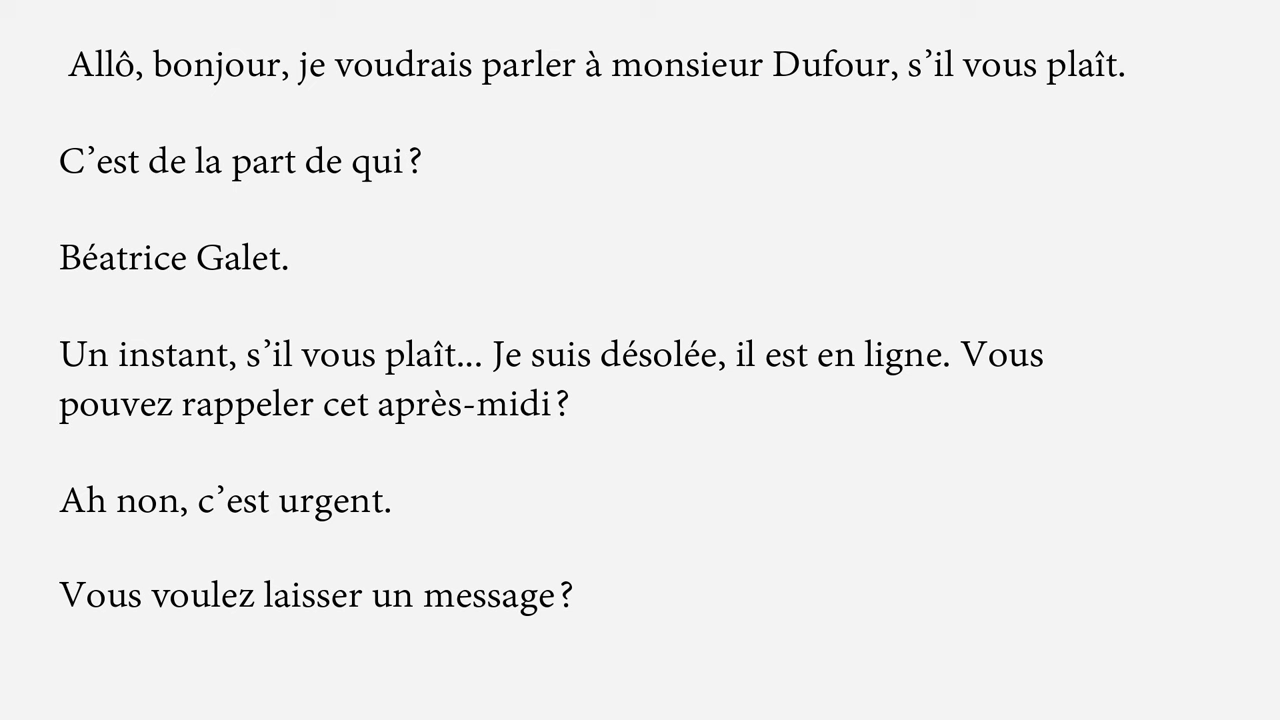 Allô, bonjour, je voudrais parler à monsieur Dufour, s’il vous plaît.
C’est de la part de qui ?
Béatrice Galet.
Un instant, s’il vous plaît... Je suis désolée, il est en ligne. Vous
pouvez rappeler cet après-midi ?
Ah non, c’est urgent.
Vous voulez laisser un message ?